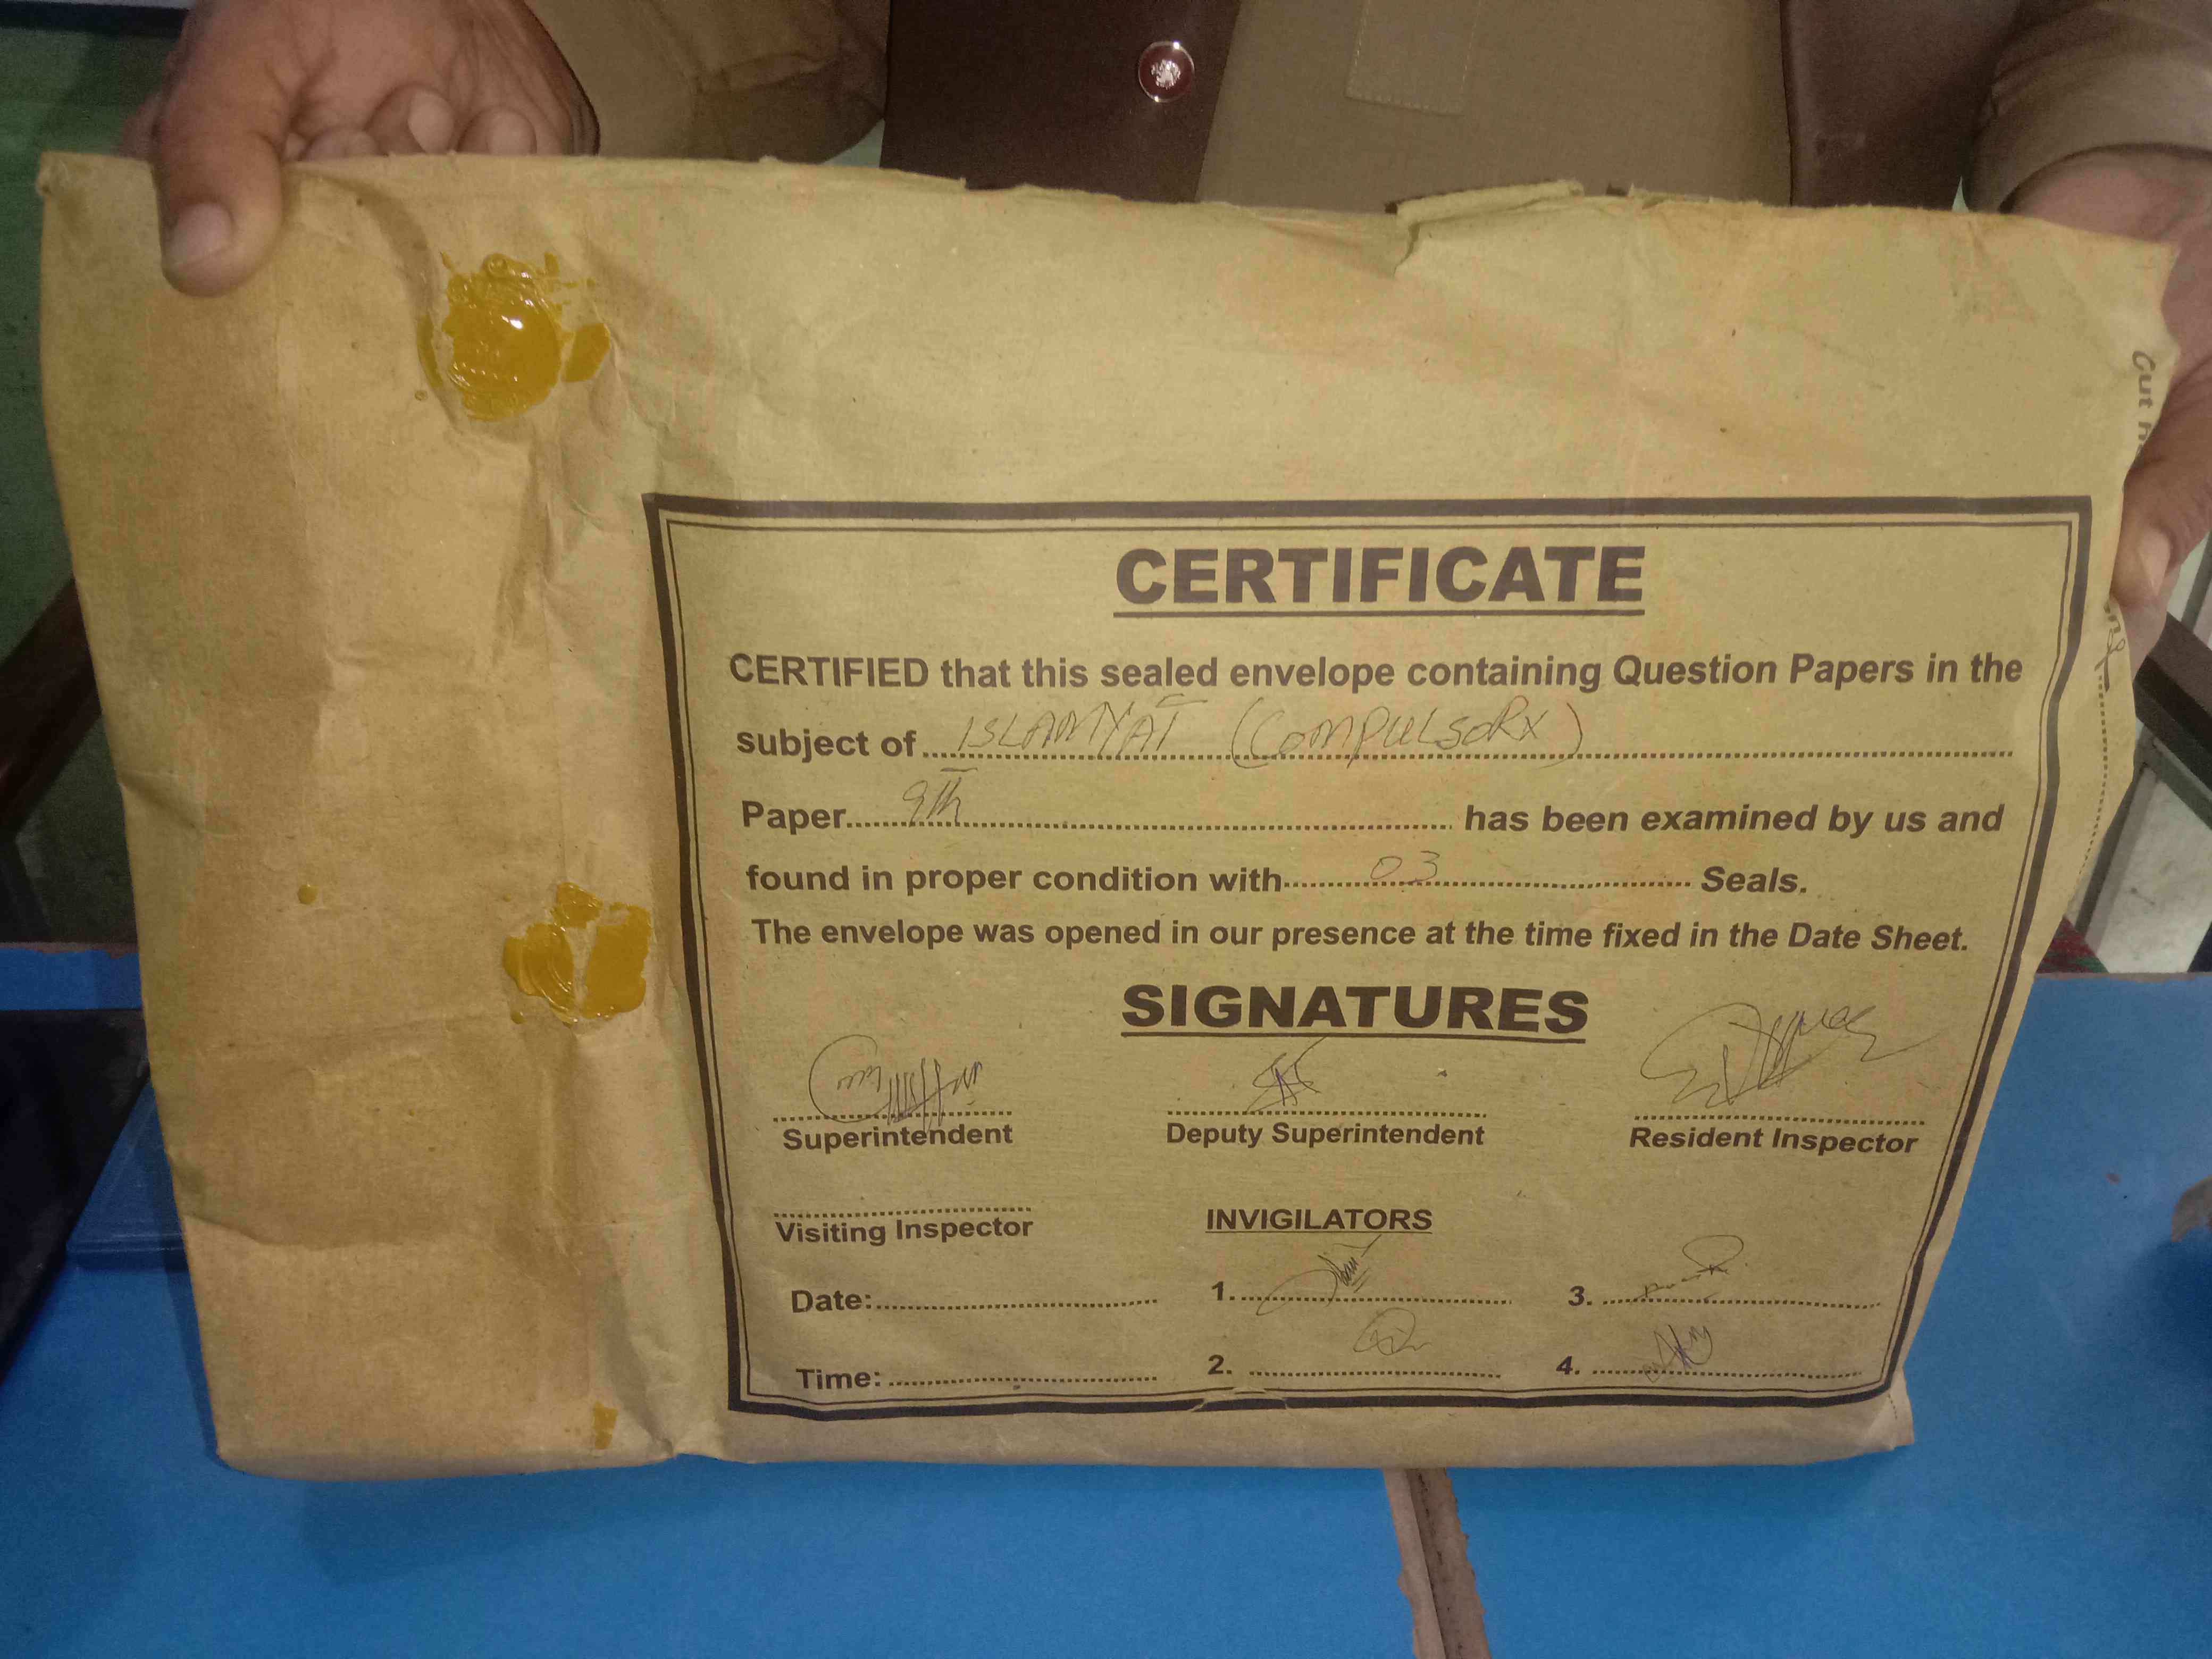 CERTIFICATE
CERTIFIED that this sealed envelope containing Question Papers in the
subject of ISLAMYAT (COMPULSORY)
Paper 9th has been examined by us and
found in proper condition with 03 Seals.
The envelope was opened in our presence at the time fixed in the Date Sheet.
SIGNATURES
Superintendent Deputy Superintendent Resident Inspector
Visiting Inspector INVIGILATORS
Date: 1. 3.
Time: 2. 4.
Cut